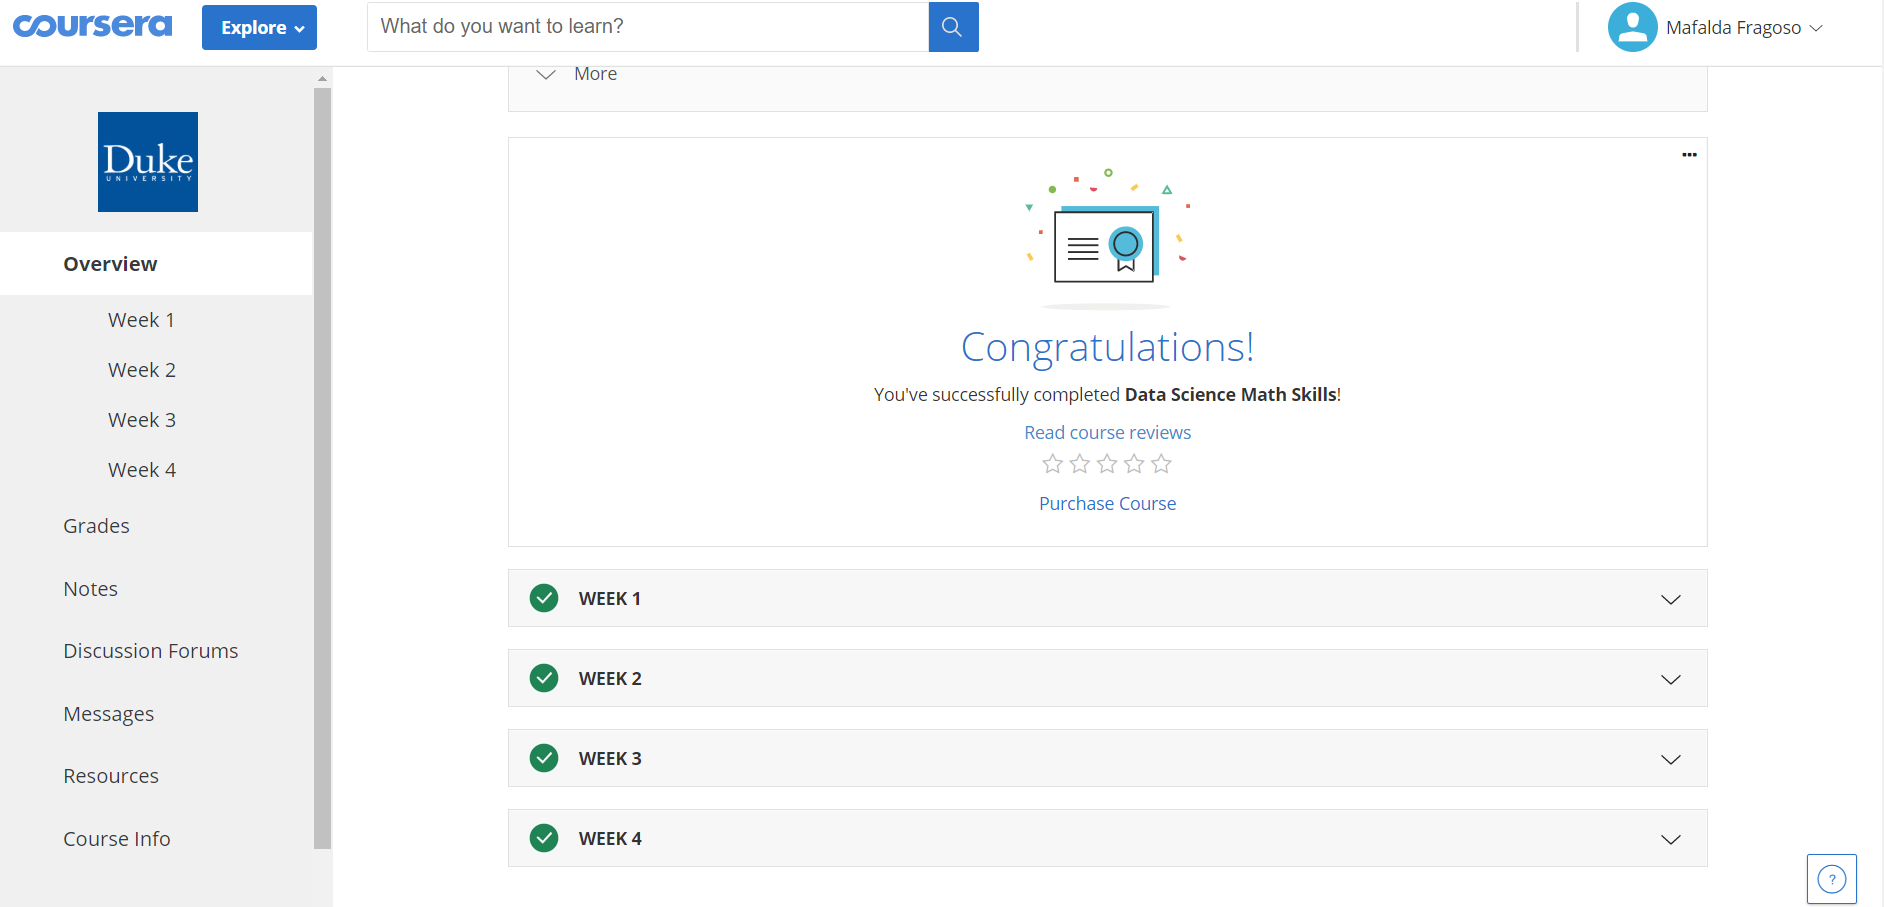 coursera
Explore
What do you want to learn?
Mafalda Fragoso
More
Duke
UNIVERSITY
Overview
Week 1
Week 2
Week 3
Week 4
Grades
Notes
Discussion Forums
Messages
Resources
Course Info
Congratulations!
You've successfully completed Data Science Math Skills!
Read course reviews
Purchase Course
WEEK 1
WEEK 2
WEEK 3
WEEK 4
?